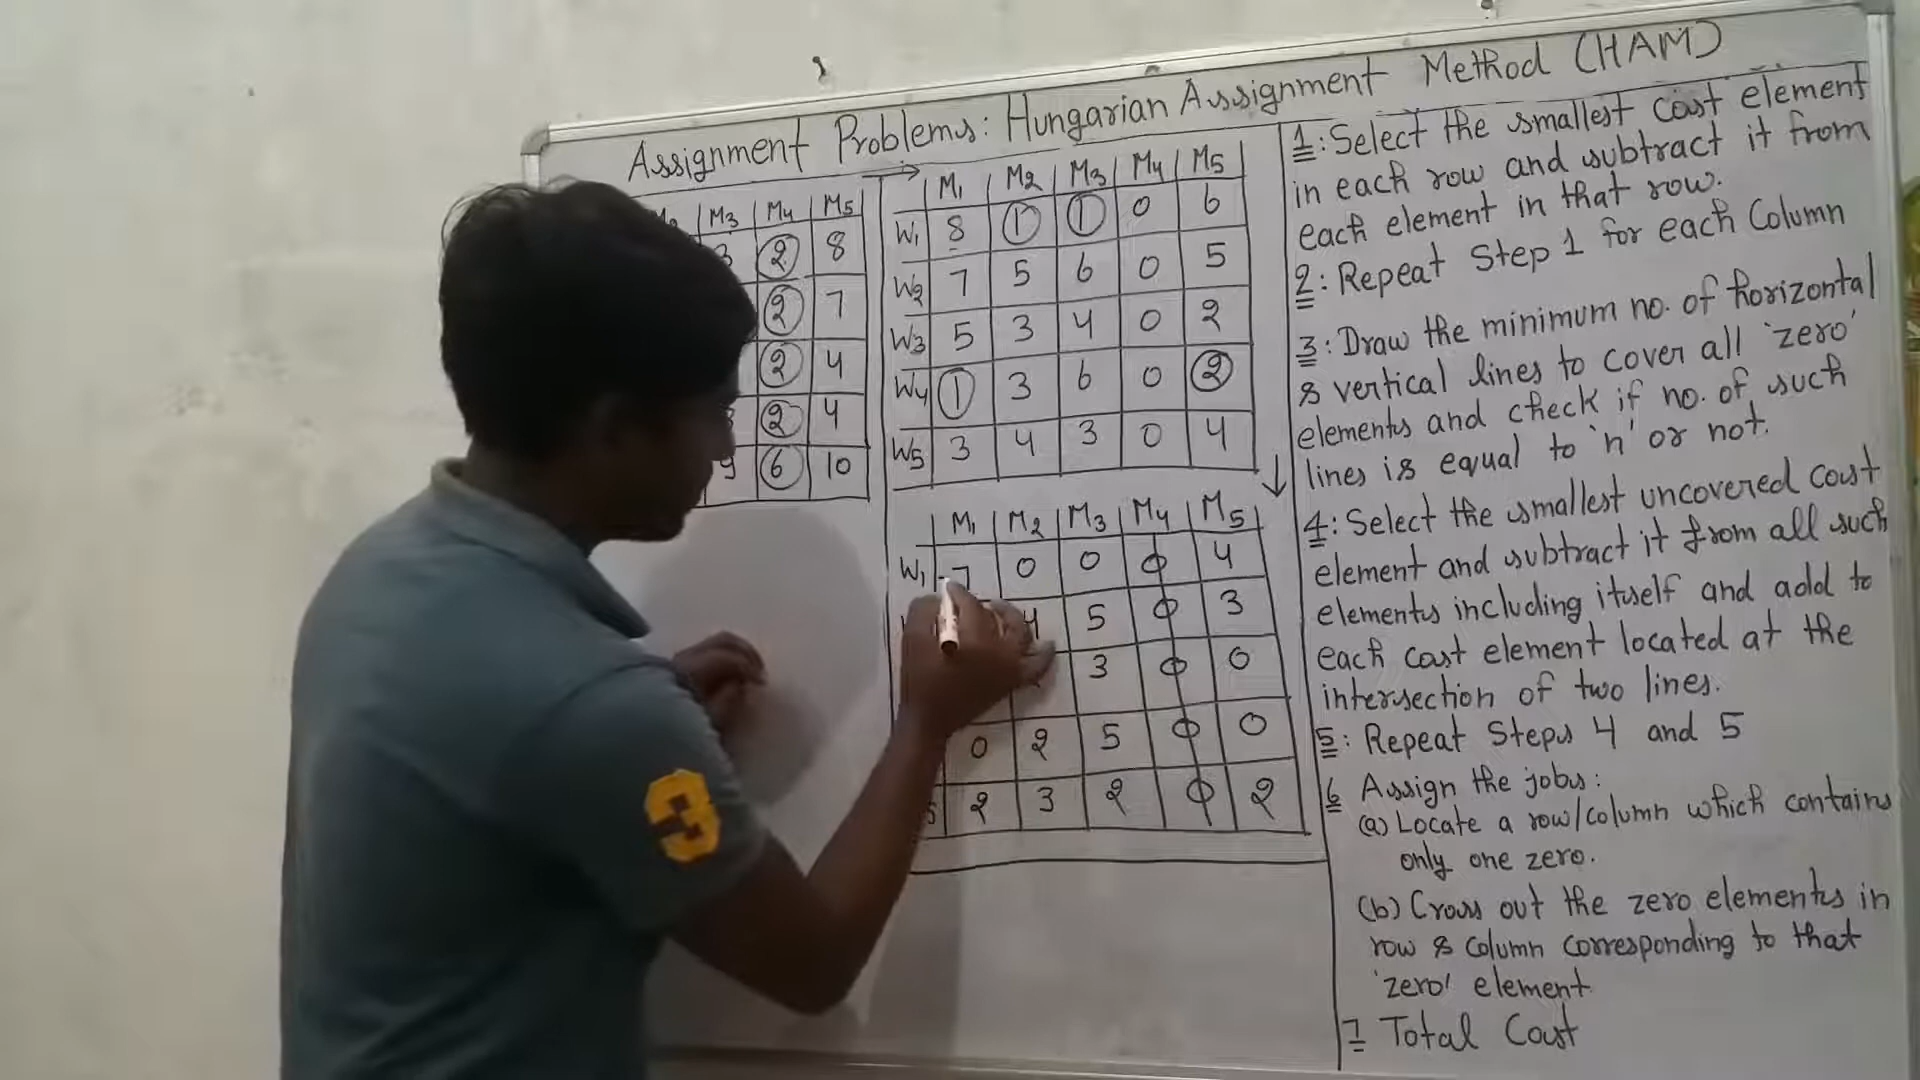 Assignment Problems: Hungarian Assignment Method (HAM)
M3 M4 M5
3 2 8
2 7
2 4
3 2 4
9 6 10
M1 M2 M3 M4 M5
W1 8 1 1 0 6
W2 7 5 6 0 5
W3 5 3 4 0 2
W4 1 3 6 0 2
W5 3 4 3 0 4
M1 M2 M3 M4 M5
W1 7 0 0 0 4
4 5 0 3
3 0 0
0 2 5 0 0
5 2 3 2 0 2
1: Select the smallest cost element
in each row and subtract it from
each element in that row.
2: Repeat Step 1 for each Column
3: Draw the minimum no. of horizontal
& vertical lines to cover all 'zero'
elements and check if no. of such
lines is equal to 'n' or not.
4: Select the smallest uncovered cost
element and subtract it from all such
elements including itself and add to
each cost element located at the
intersection of two lines.
5: Repeat Steps 4 and 5
6 Assign the jobs:
(a) Locate a row/column which contains
only one zero.
(b) Cross out the zero elements in
row & column corresponding to that
'zero' element
7 Total Cost
3